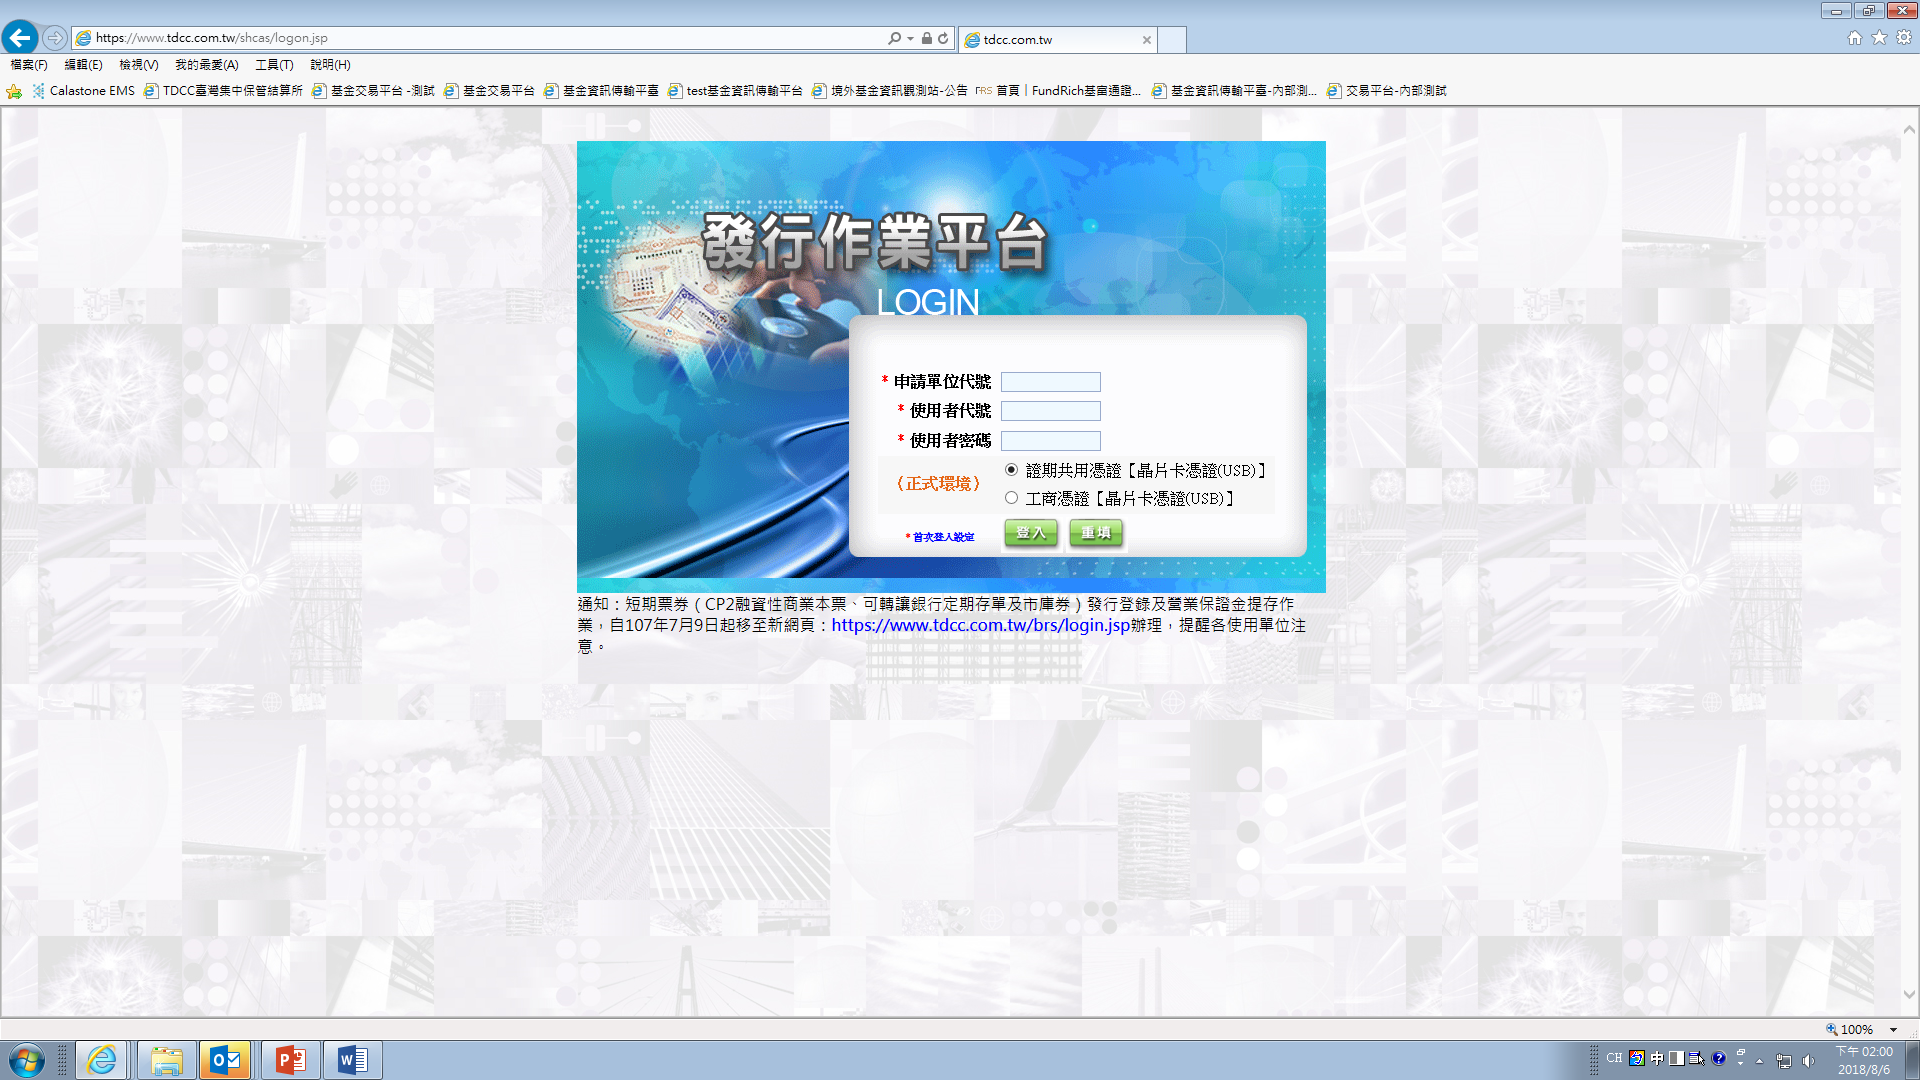 https://www.tdcc.com.tw/shcas/logon.jsp
tdcc.com.tw
檔案(F) 編輯(E) 檢視(V) 我的最愛(A) 工具(T) 說明(H)
Calastone EMS TDCC臺灣集中保管結算所 基金交易平台 -測試 基金交易平台 基金資訊傳輸平臺 test基金資訊傳輸平台 境外基金資訊觀測站-公告 FRS 首頁 | FundRich基富通證... 基金資訊傳輸平臺-內部測... 交易平台-內部測試
發行作業平台
LOGIN
* 申請單位代號
* 使用者代號
* 使用者密碼
(正式環境)
證期共用憑證【晶片卡憑證(USB)】
工商憑證【晶片卡憑證(USB)】
* 首次登入設定
登入 重填
通知：短期票券（CP2融資性商業本票、可轉讓銀行定期存單及市庫券）發行登錄及營業保證金提存作
業，自107年7月9日起移至新網頁：https://www.tdcc.com.tw/brs/login.jsp辦理，提醒各使用單位注
意。
100%
CH 中
下午 02:00
2018/8/6